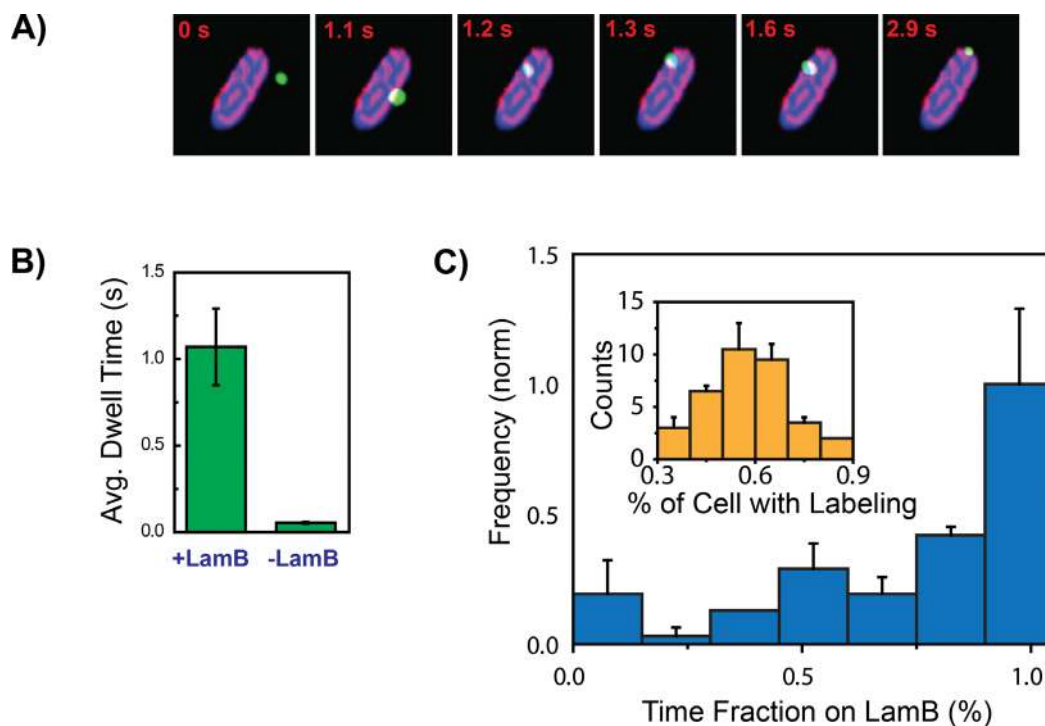 A)
0 s 1.1 s 1.2 s 1.3 s 1.6 s 2.9 s
B)
Avg. Dwell Time (s)
1.5
1.0
0.5
0.0
+LamB -LamB
C)
Frequency (norm)
1.5
1.0
0.5
0.0
Counts
15
10
5
0
0.3 0.6 0.9
% of Cell with Labeling
0.0 0.5 1.0
Time Fraction on LamB (%)